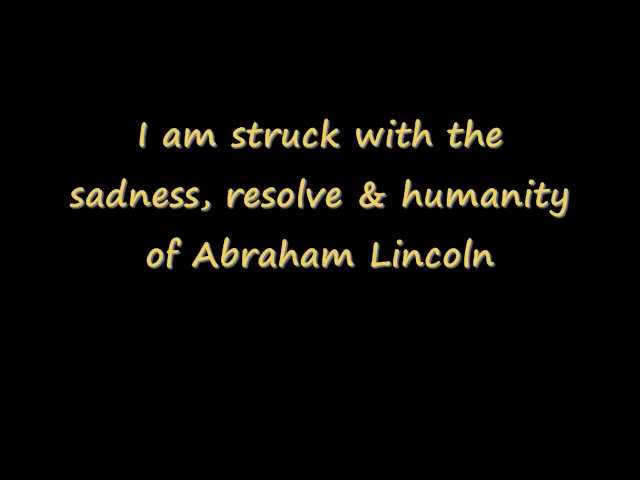 I am struck with the
sadness, resolve & humanity
of Abraham Lincoln